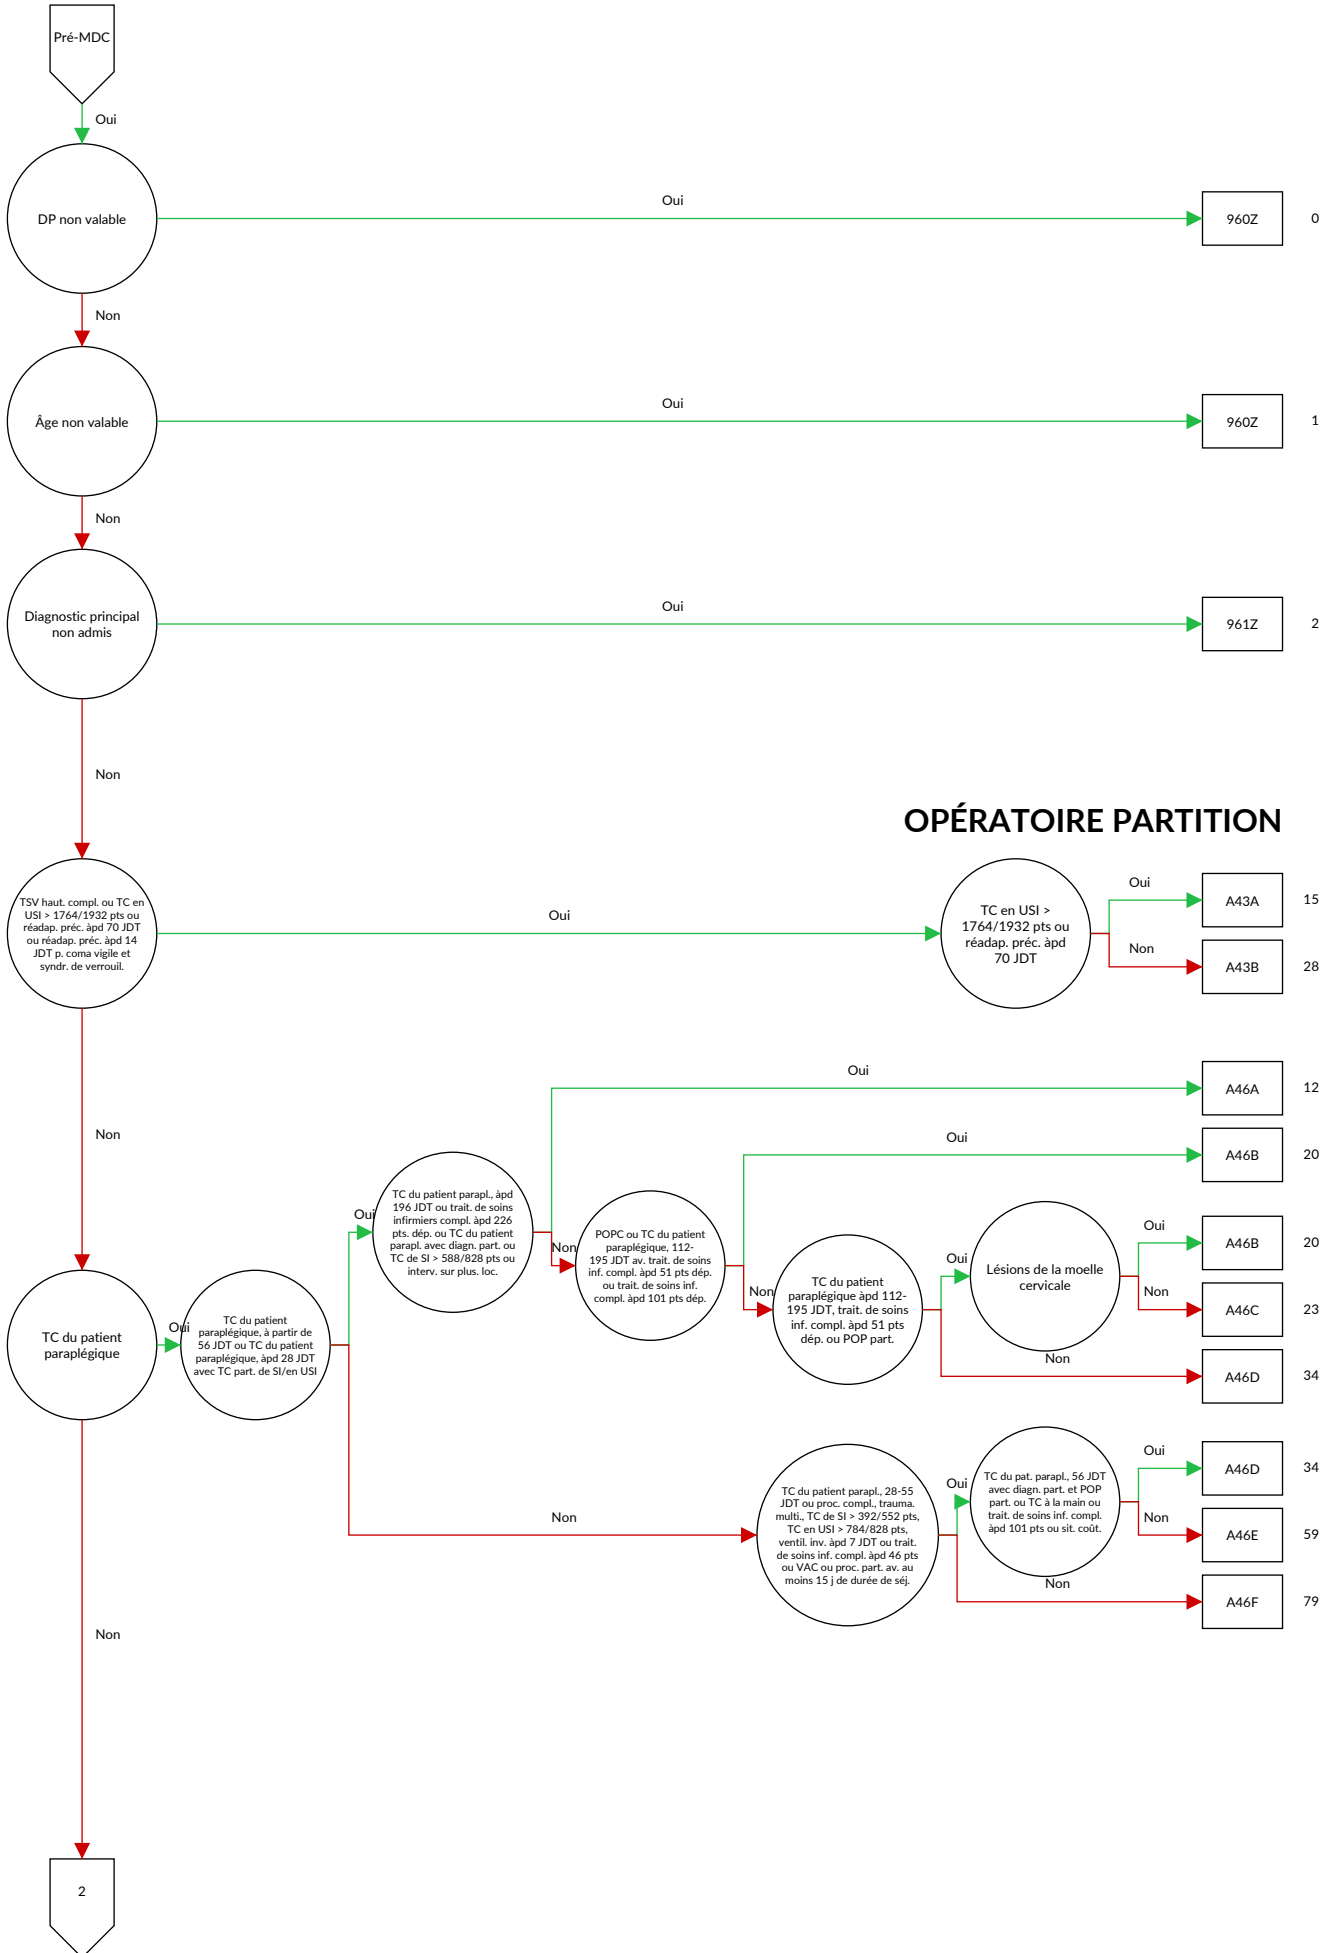 Pré-MDC
Oui
DP non valable
Oui
960Z
0
Non
Âge non valable
Oui
960Z
1
Non
Diagnostic principal
non admis
Oui
961Z
2
Non
OPÉRATOIRE PARTITION
TSV haut. compl. ou TC en
USI > 1764/1932 pts ou
réadap. préc. àpd 70 JDT
ou réadap. préc. àpd 14
JDT p. coma vigile et
syndr. de verrouil.
Oui
TC en USI >
1764/1932 pts ou
réadap. préc. àpd
70 JDT
Oui
A43A
15
Non
A43B
28
Non
TC du patient
paraplégique
Oui
TC du patient
paraplégique, à partir de
56 JDT ou TC du patient
paraplégique, àpd 28 JDT
avec TC part. de SI/en USI
Oui
TC du patient parapl., àpd
196 JDT ou trait. de soins
infirmiers compl. àpd 226
pts. dép. ou TC du patient
parapl. avec diagn. part. ou
TC de SI > 588/828 pts ou
interv. sur plus. loc.
Oui
A46A
12
Non
POPC ou TC du patient
paraplégique, 112-
195 JDT av. trait. de soins
inf. compl. àpd 51 pts dép.
ou trait. de soins inf.
compl. àpd 101 pts dép.
Oui
A46B
20
Non
TC du patient
paraplégique àpd 112-
195 JDT, trait. de soins
inf. compl. àpd 51 pts
dép. ou POP part.
Oui
Lésions de la moelle
cervicale
Oui
A46B
20
Non
A46C
23
Non
A46D
34
Non
TC du patient parapl., 28-55
JDT ou proc. compl., trauma.
multi., TC de SI > 392/552 pts,
TC en USI > 784/828 pts,
ventil. inv. àpd 7 JDT ou trait.
de soins inf. compl. àpd 46 pts
ou VAC ou proc. part. av. au
moins 15 j de durée de séj.
Oui
TC du pat. parapl., 56 JDT
avec diagn. part. et POP
part. ou TC à la main ou
trait. de soins inf. compl.
àpd 101 pts ou sit. coût.
Oui
A46D
34
Non
A46E
59
Non
A46F
79
Non
2